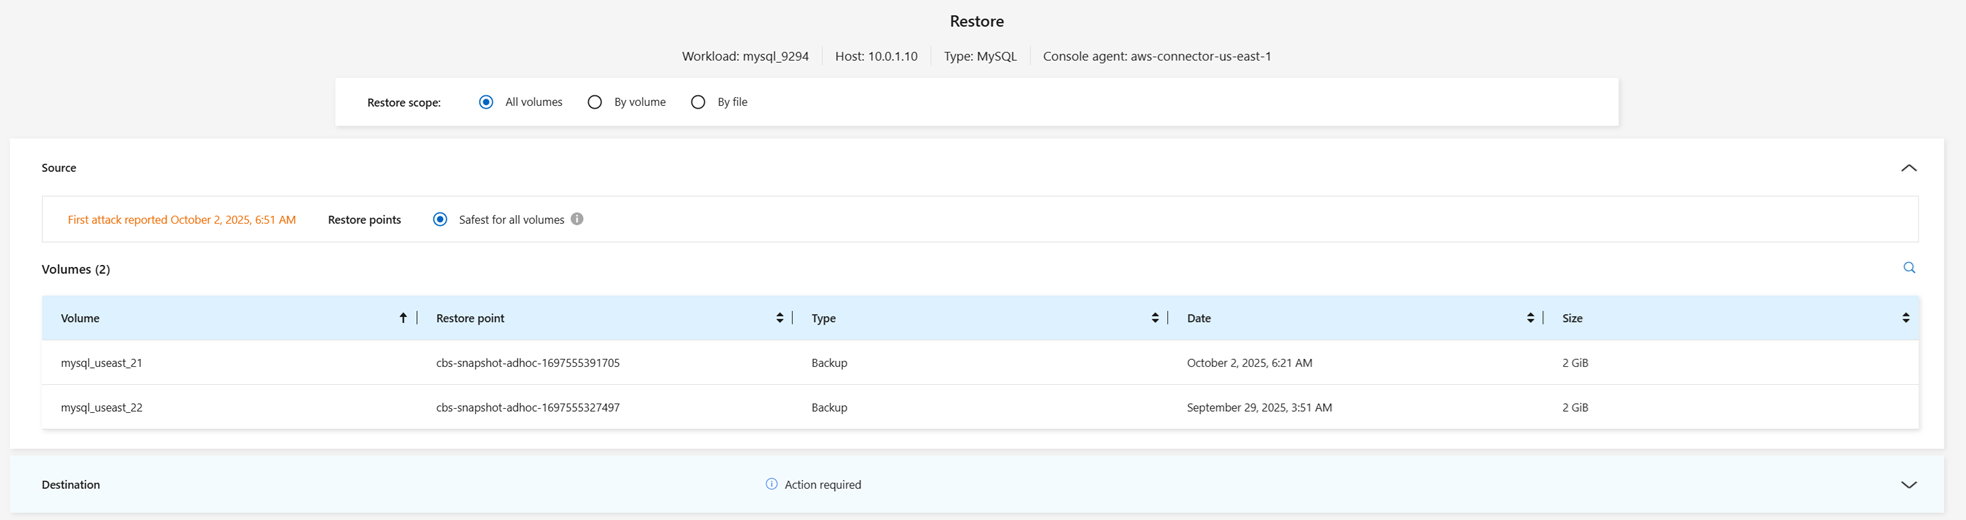 Restore
Workload: mysql_9294 Host: 10.0.1.10 Type: MySQL Console agent: aws-connector-us-east-1
Restore scope: All volumes By volume By file
Source
First attack reported October 2, 2025, 6:51 AM Restore points Safest for all volumes
Volumes (2)
Volume Restore point Type Date Size
mysql_useast_21 cbs-snapshot-adhoc-1697555391705 Backup October 2, 2025, 6:21 AM 2 GiB
mysql_useast_22 cbs-snapshot-adhoc-1697555327497 Backup September 29, 2025, 3:51 AM 2 GiB
Destination Action required